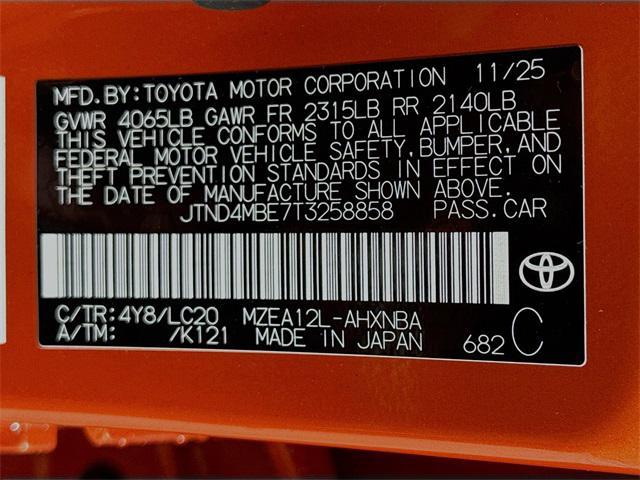 MFD. BY: TOYOTA MOTOR CORPORATION 11/25
GVWR 4065LB GAWR FR 2315LB RR 2140LB
THIS VEHICLE CONFORMS TO ALL APPLICABLE
FEDERAL MOTOR VEHICLE SAFETY, BUMPER, AND
THEFT PREVENTION STANDARDS IN EFFECT ON
THE DATE OF MANUFACTURE SHOWN ABOVE.
JTND4MBE7T3258858 PASS. CAR
C/TR: 4Y8/LC20 MZEA12L-AHXNBA
A/TM: /K121 MADE IN JAPAN 682 C